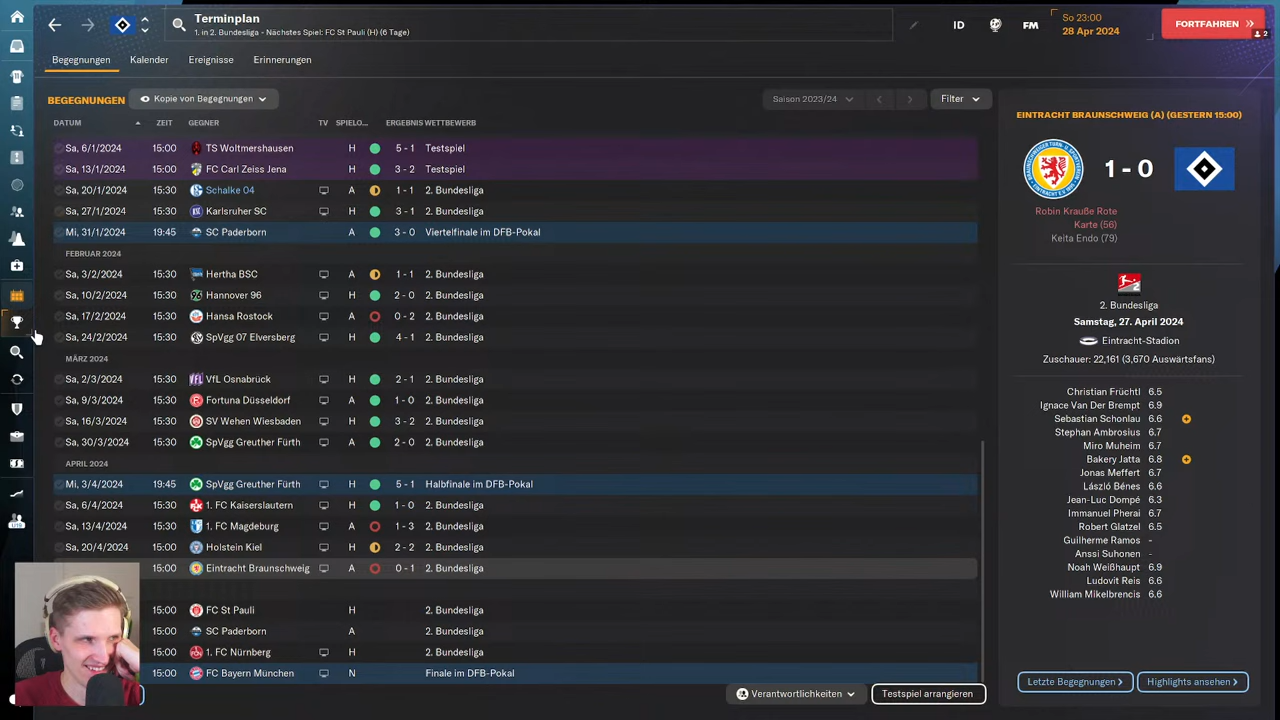 Terminplan
1. in 2. Bundesliga - Nächstes Spiel: FC St Pauli (H) (6 Tage)
ID
FM
So 23:00
28 Apr 2024
FORTFAHREN
2
Begegnungen Kalender Ereignisse Erinnerungen
BEGEGNUNGEN Kopie von Begegnungen Saison 2023/24 Filter
DATUM ZEIT GEGNER TV SPIELO... ERGEBNIS WETTBEWERB
Sa, 6/1/2024 15:00 TS Woltmershausen H 5 - 1 Testspiel
Sa, 13/1/2024 15:00 FC Carl Zeiss Jena H 3 - 2 Testspiel
Sa, 20/1/2024 15:30 Schalke 04 A 1 - 1 2. Bundesliga
Sa, 27/1/2024 15:30 Karlsruher SC H 3 - 1 2. Bundesliga
Mi, 31/1/2024 19:45 SC Paderborn A 3 - 0 Viertelfinale im DFB-Pokal
FEBRUAR 2024
Sa, 3/2/2024 15:30 Hertha BSC A 1 - 1 2. Bundesliga
Sa, 10/2/2024 15:30 Hannover 96 H 2 - 0 2. Bundesliga
Sa, 17/2/2024 15:30 Hansa Rostock A 0 - 2 2. Bundesliga
Sa, 24/2/2024 15:30 SpVgg 07 Elversberg H 4 - 1 2. Bundesliga
MÄRZ 2024
Sa, 2/3/2024 15:30 VfL Osnabrück H 2 - 1 2. Bundesliga
Sa, 9/3/2024 15:30 Fortuna Düsseldorf A 1 - 0 2. Bundesliga
Sa, 16/3/2024 15:30 SV Wehen Wiesbaden H 3 - 2 2. Bundesliga
Sa, 30/3/2024 15:30 SpVgg Greuther Fürth A 2 - 0 2. Bundesliga
APRIL 2024
Mi, 3/4/2024 19:45 SpVgg Greuther Fürth H 5 - 1 Halbfinale im DFB-Pokal
Sa, 6/4/2024 15:30 1. FC Kaiserslautern H 1 - 0 2. Bundesliga
Sa, 13/4/2024 15:30 1. FC Magdeburg A 1 - 3 2. Bundesliga
Sa, 20/4/2024 15:00 Holstein Kiel H 2 - 2 2. Bundesliga
15:00 Eintracht Braunschweig A 0 - 1 2. Bundesliga
15:00 FC St Pauli H 2. Bundesliga
15:00 SC Paderborn A 2. Bundesliga
15:00 1. FC Nürnberg H 2. Bundesliga
15:00 FC Bayern München N Finale im DFB-Pokal
Verantwortlichkeiten Testspiel arrangieren
EINTRACHT BRAUNSCHWEIG (A) (GESTERN 15:00)
1 - 0
Robin Krauße Rote
Karte (56)
Keita Endo (79)
2. Bundesliga
Samstag, 27. April 2024
Eintracht-Stadion
Zuschauer: 22,161 (3,670 Auswärtsfans)
Christian Früchtl 6.5
Ignace Van Der Brempt 6.9
Sebastian Schonlau 6.6
Stephan Ambrosius 6.7
Miro Muheim 6.7
Bakery Jatta 6.8
Jonas Meffert 6.7
László Bénes 6.6
Jean-Luc Dompé 6.3
Immanuel Pherai 6.7
Robert Glatzel 6.5
Guilherme Ramos -
Anssi Suhonen -
Noah Weißhaupt 6.9
Ludovit Reis 6.6
William Mikelbrencis 6.6
Letzte Begegnungen Highlights ansehen